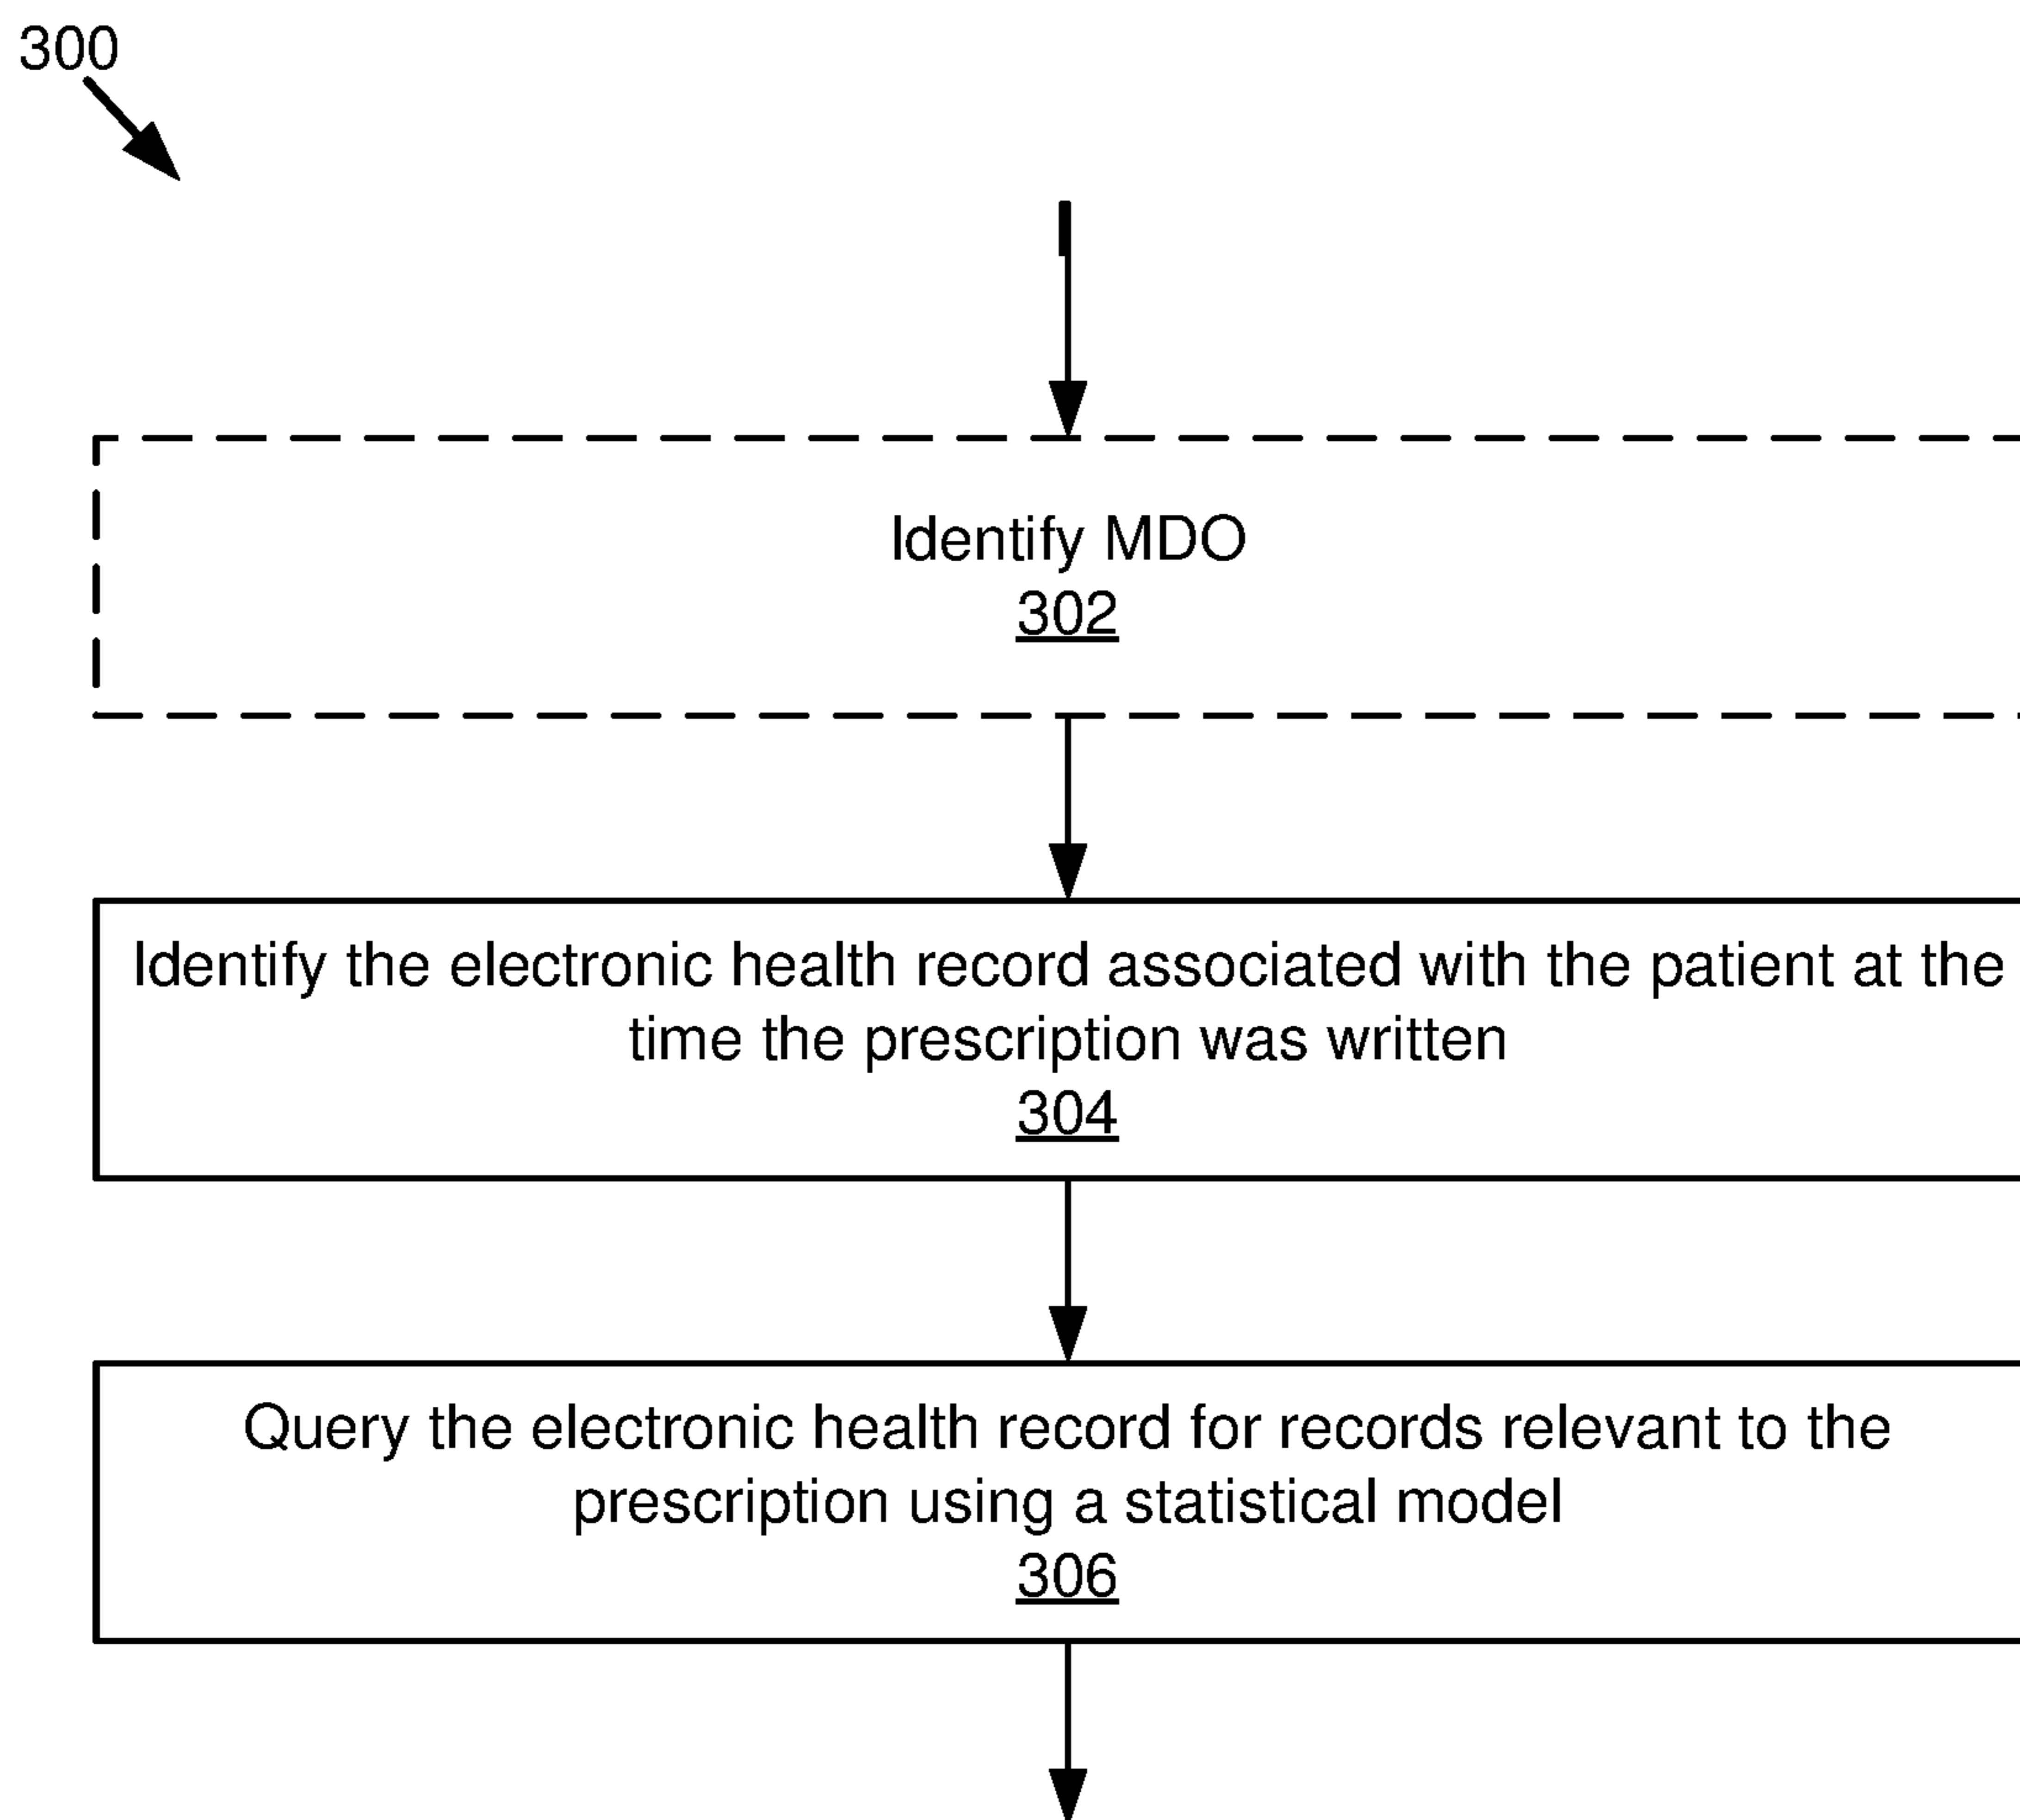 300
Identify MDO
302
Identify the electronic health record associated with the patient at the
time the prescription was written
304
Query the electronic health record for records relevant to the
prescription using a statistical model
306